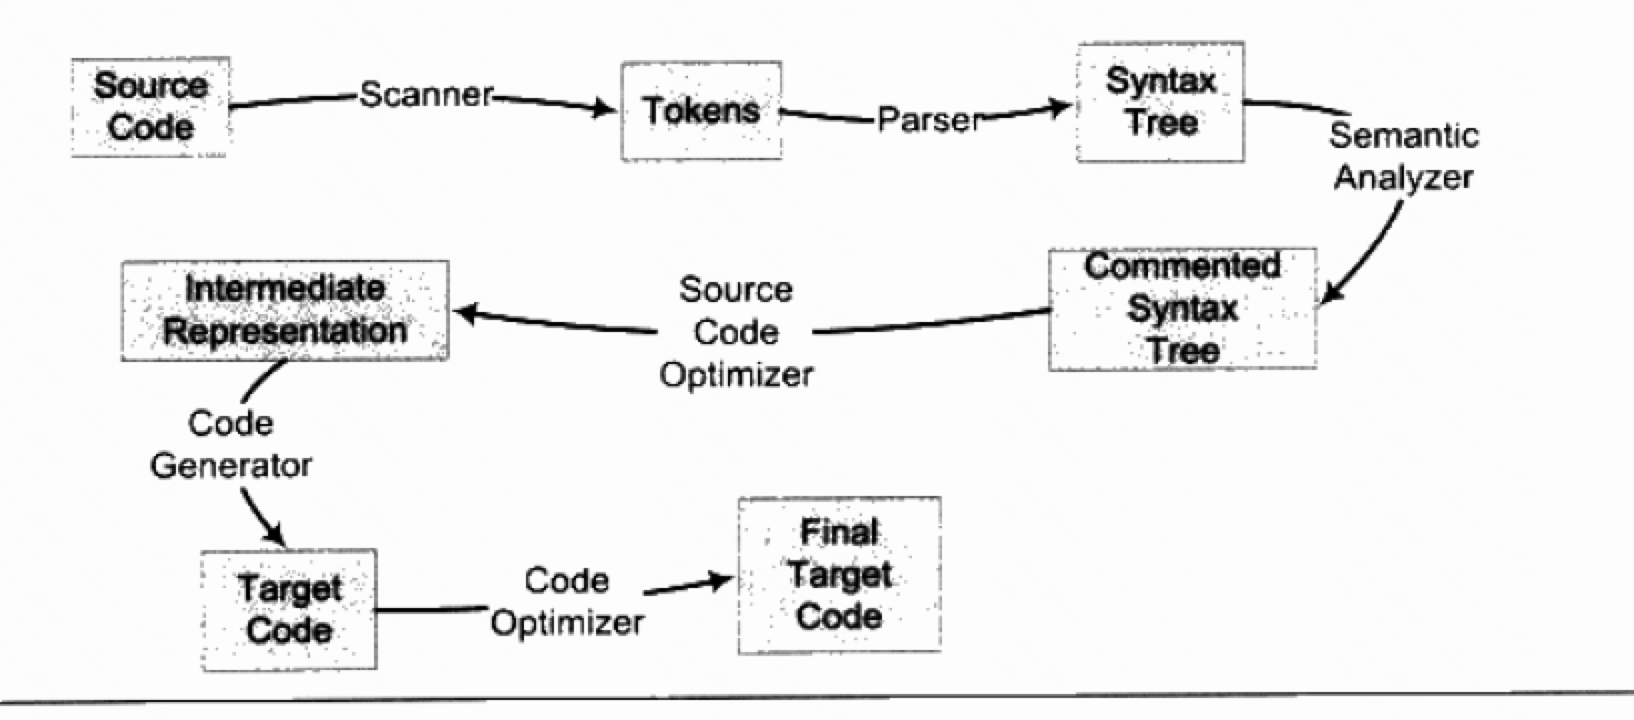 Source
Code
Scanner
Tokens
Parser
Syntax
Tree
Semantic
Analyzer
Commented
Syntax
Tree
Source
Code
Optimizer
Intermediate
Representation
Code
Generator
Target
Code
Code
Optimizer
Final
Target
Code